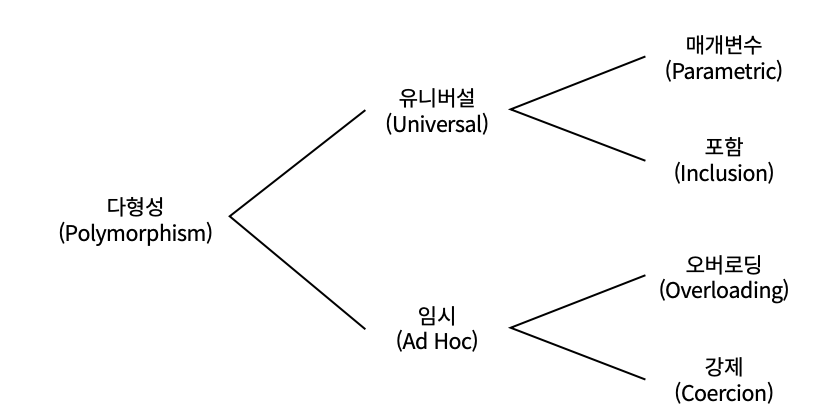 매개변수
(Parametric)
유니버설
(Universal)
포함
(Inclusion)
다형성
(Polymorphism)
오버로딩
(Overloading)
임시
(Ad Hoc)
강제
(Coercion)